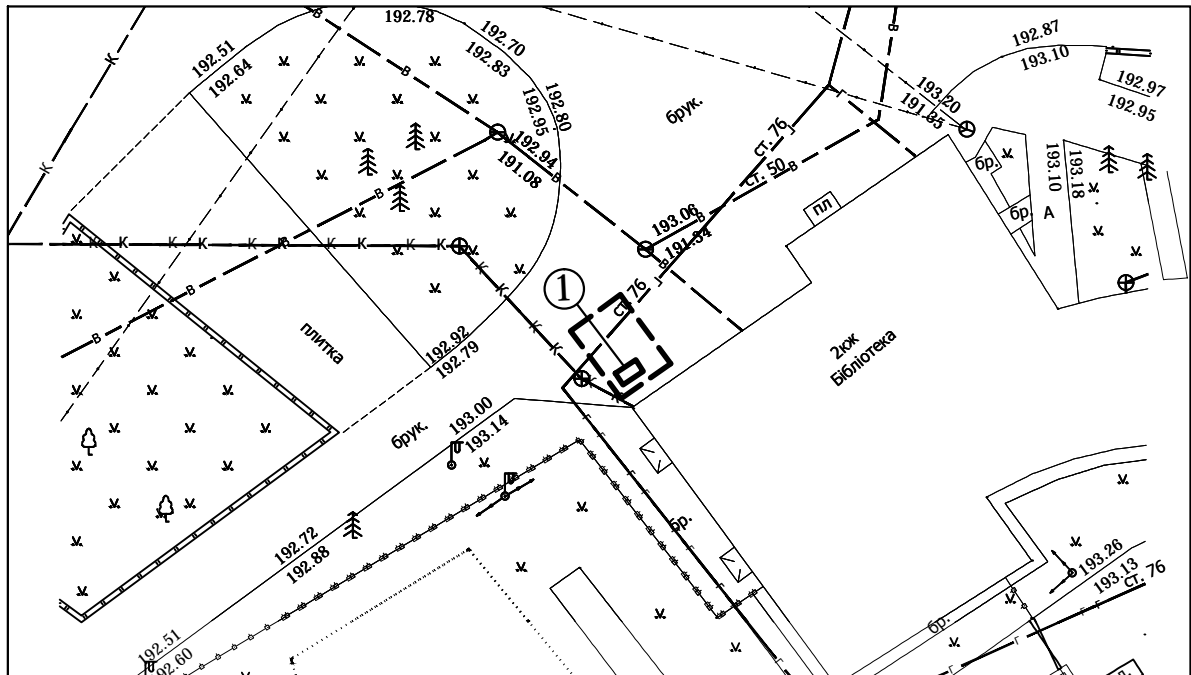 192.78
В
192.51
192.64
192.70
192.83
192.87
193.10
В
К
В
192.97
192.95
192.80
192.95
193.20
191.35
брук.
Г
ст. 76
К
192.94
191.08
В
ст. 50
В
бр.
193.10
193.18
пл
бр. А
В
193.06
191.34
В
В
К К К К К К К К К К К
В
К
К
1
ст. 76
В
плитка
К
К
192.92
192.79
2кж
Бібліотека
К
193.00
193.14
брук.
Г
Г
бр.
192.72
192.88
193.26
193.13
ст. 76
Г
Г Г
бр.
192.51
192.60
Г
Г
Г